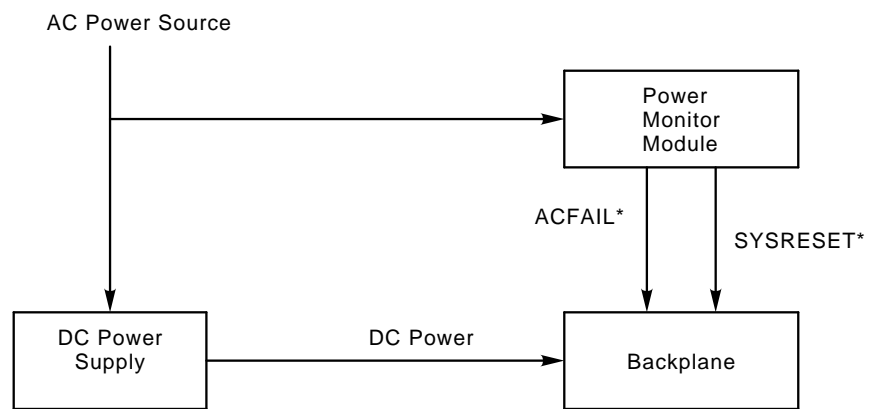 AC Power Source
Power
Monitor
Module
ACFAIL*
SYSRESET*
DC Power
Supply
DC Power
Backplane